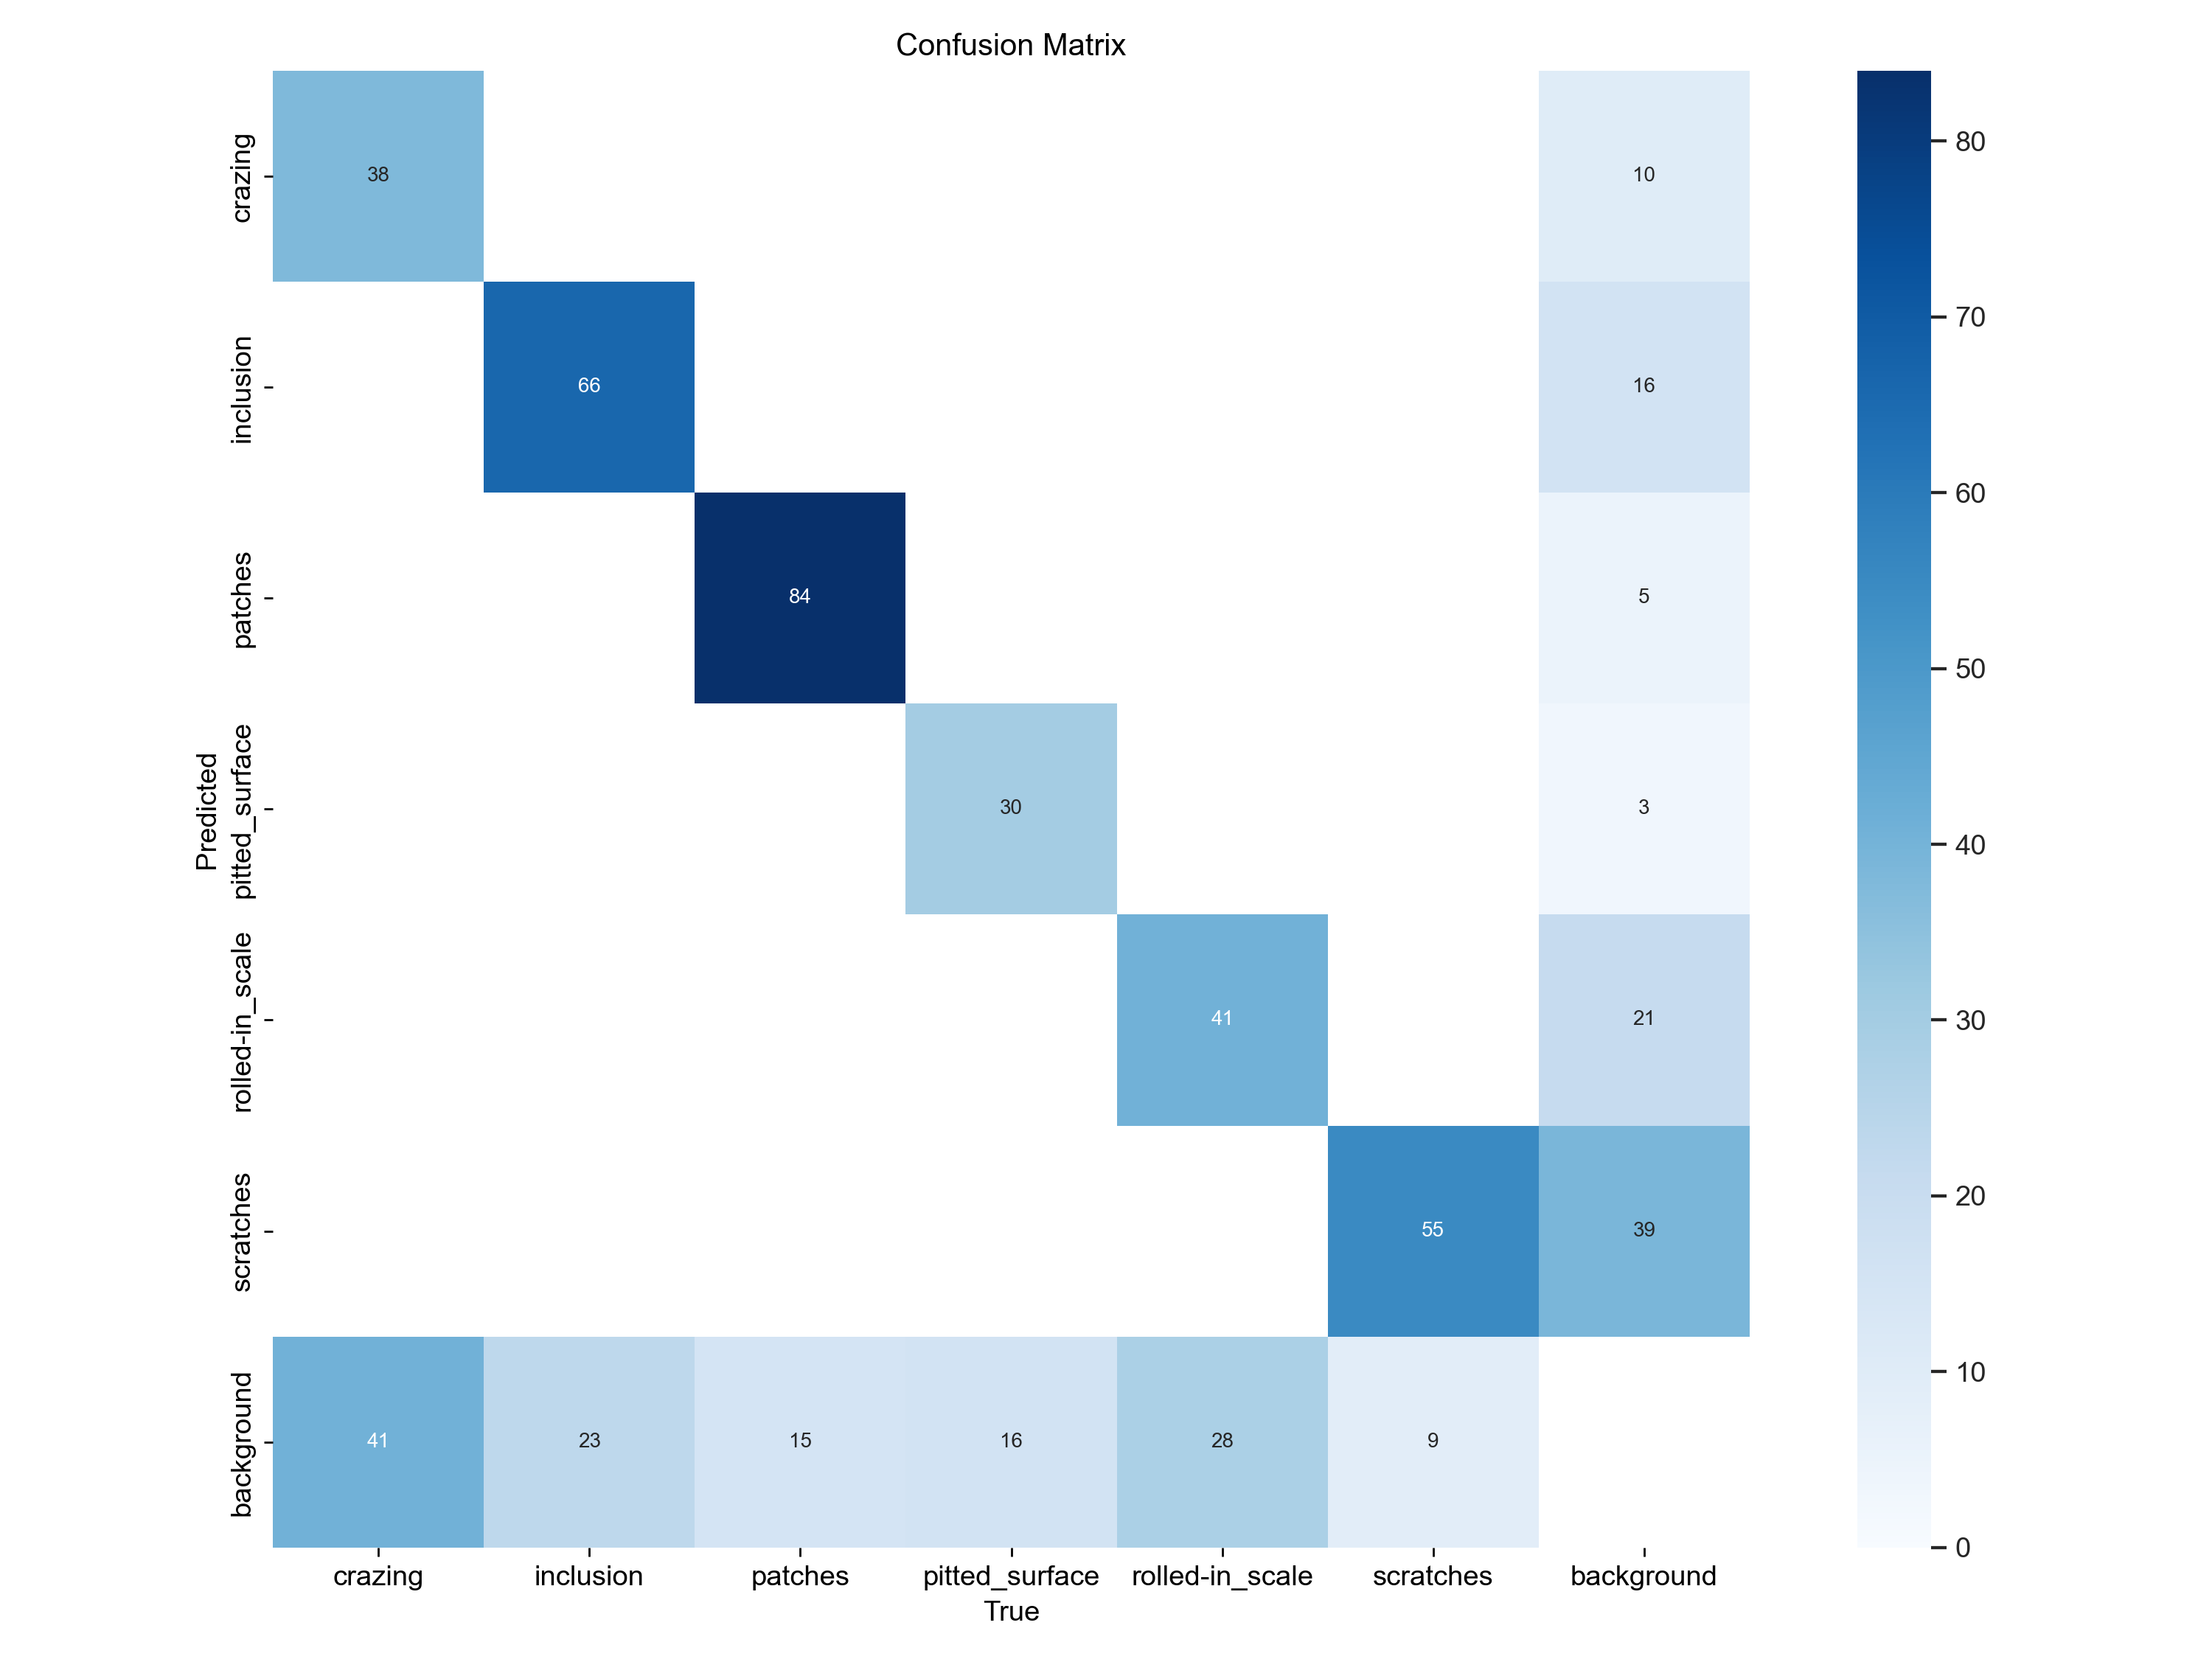 Confusion Matrix
Predicted
crazing
38
10
inclusion
66
16
patches
84
5
pitted_surface
30
3
rolled-in_scale
41
21
scratches
55
39
background
41
23
15
16
28
9
crazing
inclusion
patches
pitted_surface
rolled-in_scale
scratches
background
True
80
70
60
50
40
30
20
10
0